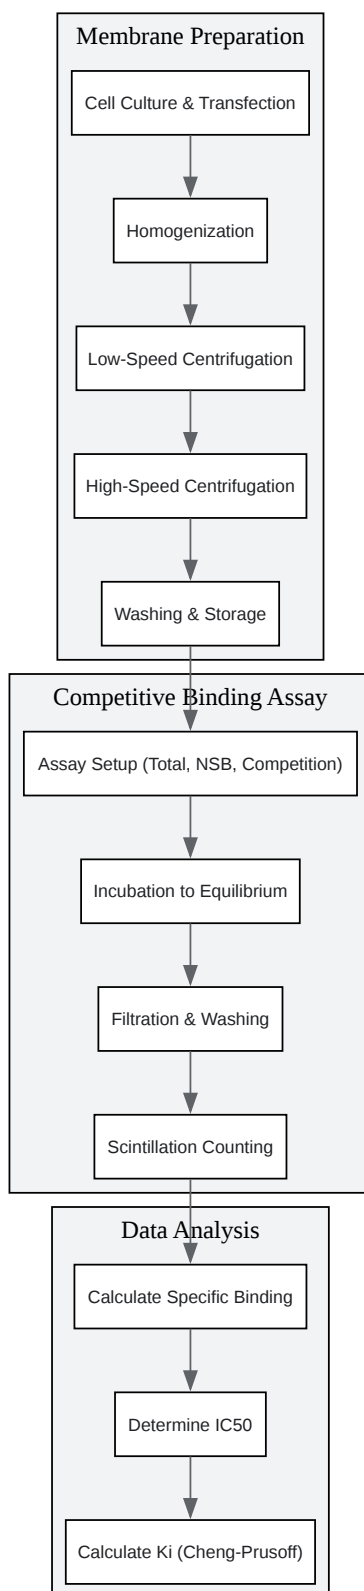 Membrane Preparation
Cell Culture & Transfection
Homogenization
Low-Speed Centrifugation
High-Speed Centrifugation
Washing & Storage
Competitive Binding Assay
Assay Setup (Total, NSB, Competition)
Incubation to Equilibrium
Filtration & Washing
Scintillation Counting
Data Analysis
Calculate Specific Binding
Determine IC50
Calculate Ki (Cheng-Prusoff)